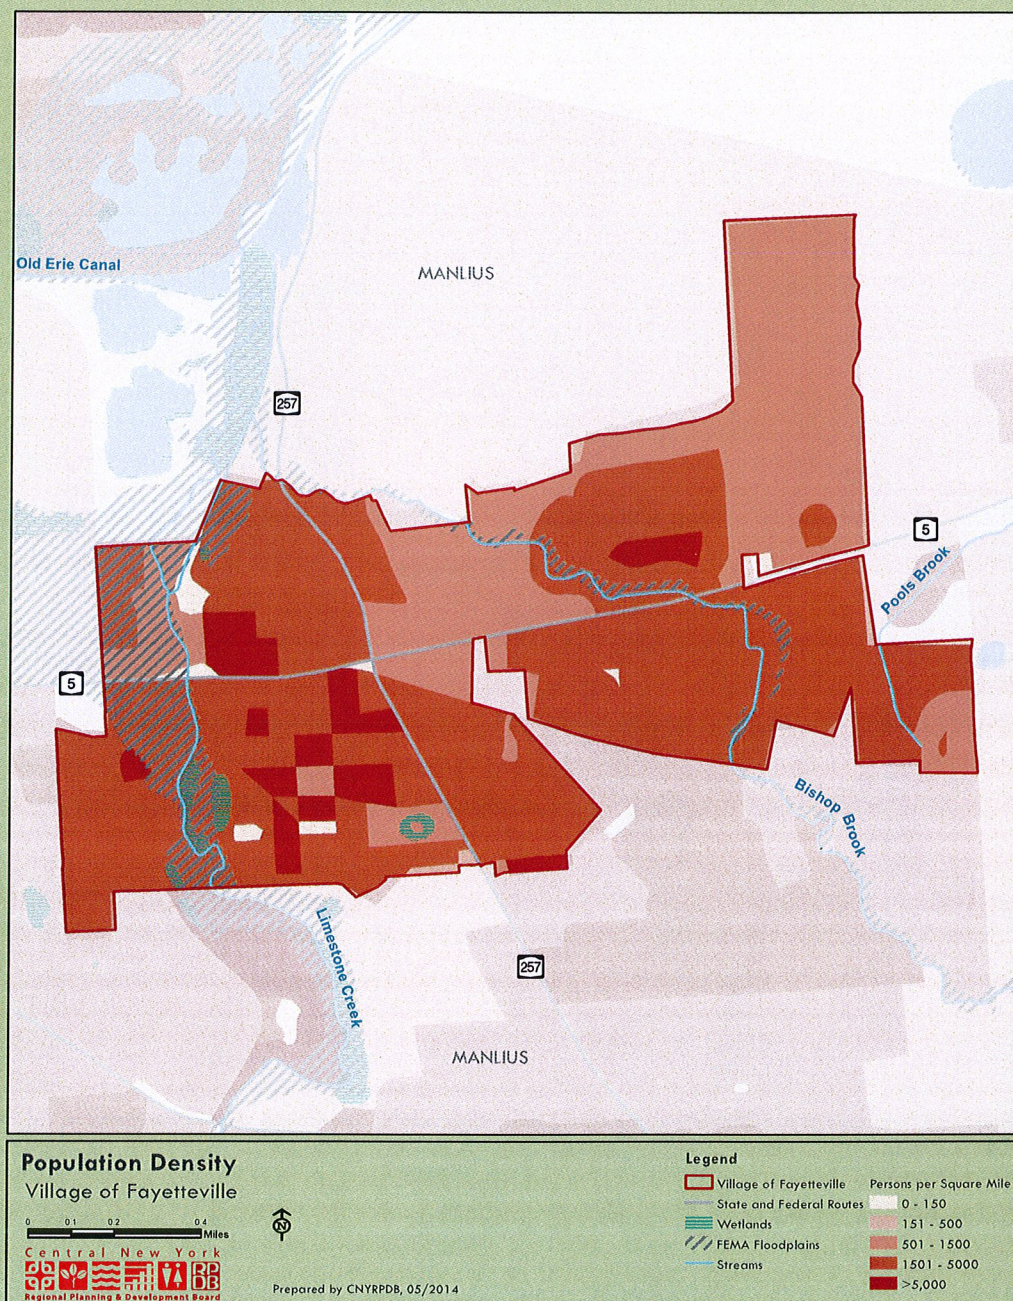 Old Erie Canal
MANLIUS
257
5
Pools Brook
5
Bishop Brook
Limestone Creek
257
MANLIUS
Population Density
Village of Fayetteville
0 0.1 0.2 0.4
Miles
N
Central New York
RP
DB
Regional Planning & Development Board
Prepared by CNYRPDB, 05/2014
Legend
Village of Fayetteville
State and Federal Routes
Wetlands
FEMA Floodplains
Streams
Persons per Square Mile
0 - 150
151 - 500
501 - 1500
1501 - 5000
>5,000